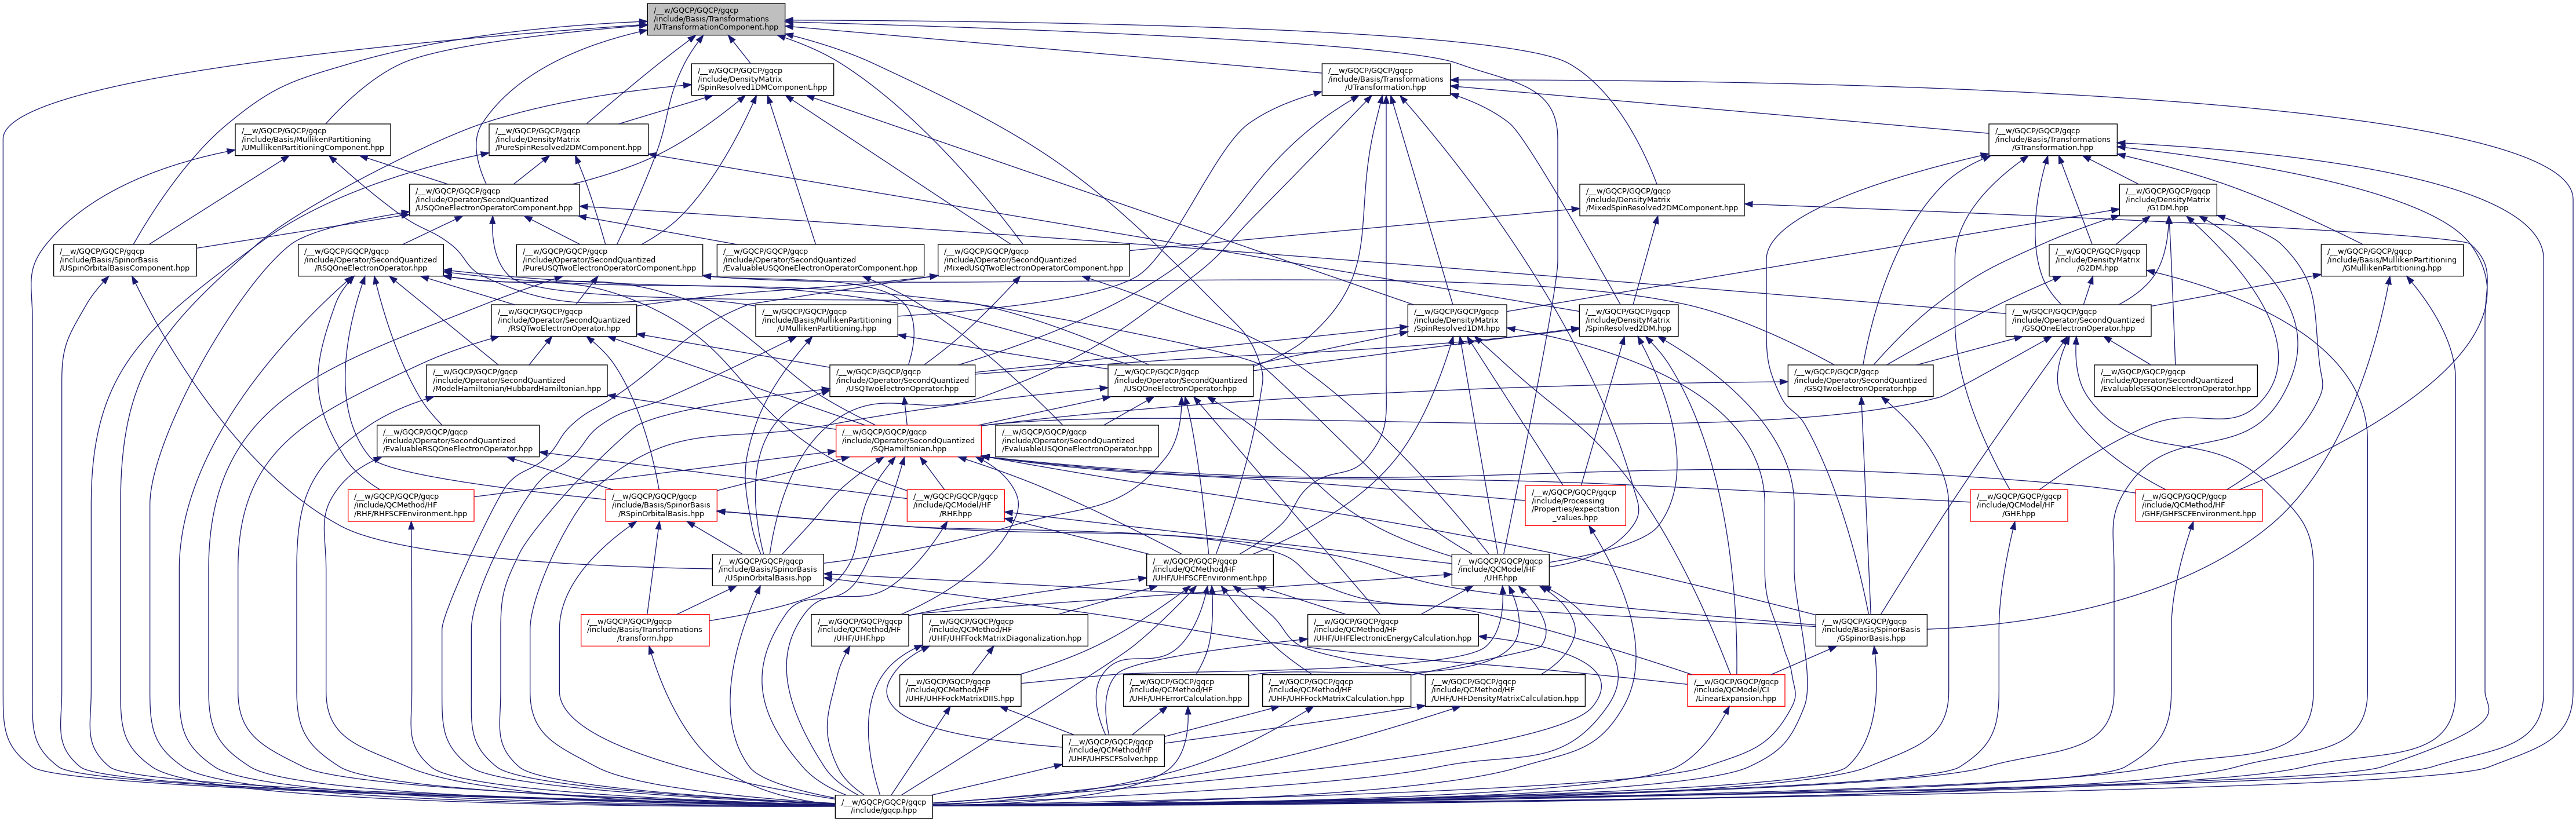 /__w/GQCP/GQCP/gqcp
/include/Basis/Transformations
/UTransformationComponent.hpp
/__w/GQCP/GQCP/gqcp
/include/DensityMatrix
/SpinResolved1DMComponent.hpp
/__w/GQCP/GQCP/gqcp
/include/Basis/Transformations
/UTransformation.hpp
/__w/GQCP/GQCP/gqcp
/include/Basis/MullikenPartitioning
/UMullikenPartitioningComponent.hpp
/__w/GQCP/GQCP/gqcp
/include/DensityMatrix
/PureSpinResolved2DMComponent.hpp
/__w/GQCP/GQCP/gqcp
/include/Basis/Transformations
/GTransformation.hpp
/__w/GQCP/GQCP/gqcp
/include/Operator/SecondQuantized
/USQOneElectronOperatorComponent.hpp
/__w/GQCP/GQCP/gqcp
/include/DensityMatrix
/MixedSpinResolved2DMComponent.hpp
/__w/GQCP/GQCP/gqcp
/include/DensityMatrix
/G1DM.hpp
/__w/GQCP/GQCP/gqcp
/include/Basis/SpinorBasis
/USpinOrbitalBasisComponent.hpp
/__w/GQCP/GQCP/gqcp
/include/Operator/SecondQuantized
/RSQOneElectronOperator.hpp
/__w/GQCP/GQCP/gqcp
/include/Operator/SecondQuantized
/PureUSQTwoElectronOperatorComponent.hpp
/__w/GQCP/GQCP/gqcp
/include/Operator/SecondQuantized
/EvaluableUSQOneElectronOperatorComponent.hpp
/__w/GQCP/GQCP/gqcp
/include/Operator/SecondQuantized
/MixedUSQTwoElectronOperatorComponent.hpp
/__w/GQCP/GQCP/gqcp
/include/DensityMatrix
/G2DM.hpp
/__w/GQCP/GQCP/gqcp
/include/Basis/MullikenPartitioning
/GMullikenPartitioning.hpp
/__w/GQCP/GQCP/gqcp
/include/Operator/SecondQuantized
/RSQTwoElectronOperator.hpp
/__w/GQCP/GQCP/gqcp
/include/Basis/MullikenPartitioning
/UMullikenPartitioning.hpp
/__w/GQCP/GQCP/gqcp
/include/DensityMatrix
/SpinResolved1DM.hpp
/__w/GQCP/GQCP/gqcp
/include/DensityMatrix
/SpinResolved2DM.hpp
/__w/GQCP/GQCP/gqcp
/include/Operator/SecondQuantized
/GSQOneElectronOperator.hpp
/__w/GQCP/GQCP/gqcp
/include/Operator/SecondQuantized
/ModelHamiltonian/HubbardHamiltonian.hpp
/__w/GQCP/GQCP/gqcp
/include/Operator/SecondQuantized
/USQTwoElectronOperator.hpp
/__w/GQCP/GQCP/gqcp
/include/Operator/SecondQuantized
/USQOneElectronOperator.hpp
/__w/GQCP/GQCP/gqcp
/include/Operator/SecondQuantized
/GSQTwoElectronOperator.hpp
/__w/GQCP/GQCP/gqcp
/include/Operator/SecondQuantized
/EvaluableGSQOneElectronOperator.hpp
/__w/GQCP/GQCP/gqcp
/include/Operator/SecondQuantized
/EvaluableRSQOneElectronOperator.hpp
/__w/GQCP/GQCP/gqcp
/include/Operator/SecondQuantized
/SQHamiltonian.hpp
/__w/GQCP/GQCP/gqcp
/include/Operator/SecondQuantized
/EvaluableUSQOneElectronOperator.hpp
/__w/GQCP/GQCP/gqcp
/include/QCMethod/HF
/RHF/RHFSCFEnvironment.hpp
/__w/GQCP/GQCP/gqcp
/include/Basis/SpinorBasis
/RSpinOrbitalBasis.hpp
/__w/GQCP/GQCP/gqcp
/include/QCModel/HF
/RHF.hpp
/__w/GQCP/GQCP/gqcp
/include/Processing
/Properties/expectation
_values.hpp
/__w/GQCP/GQCP/gqcp
/include/QCModel/HF
/GHF.hpp
/__w/GQCP/GQCP/gqcp
/include/QCMethod/HF
/GHF/GHFSCFEnvironment.hpp
/__w/GQCP/GQCP/gqcp
/include/Basis/SpinorBasis
/USpinOrbitalBasis.hpp
/__w/GQCP/GQCP/gqcp
/include/QCMethod/HF
/UHF/UHFSCFEnvironment.hpp
/__w/GQCP/GQCP/gqcp
/include/QCModel/HF
/UHF.hpp
/__w/GQCP/GQCP/gqcp
/include/Basis/Transformations
/transform.hpp
/__w/GQCP/GQCP/gqcp
/include/QCMethod/HF
/UHF/UHF.hpp
/__w/GQCP/GQCP/gqcp
/include/QCMethod/HF
/UHF/UHFFockMatrixDiagonalization.hpp
/__w/GQCP/GQCP/gqcp
/include/QCMethod/HF
/UHF/UHFElectronicEnergyCalculation.hpp
/__w/GQCP/GQCP/gqcp
/include/Basis/SpinorBasis
/GSpinorBasis.hpp
/__w/GQCP/GQCP/gqcp
/include/QCMethod/HF
/UHF/UHFFockMatrixDIIS.hpp
/__w/GQCP/GQCP/gqcp
/include/QCMethod/HF
/UHF/UHFErrorCalculation.hpp
/__w/GQCP/GQCP/gqcp
/include/QCMethod/HF
/UHF/UHFFockMatrixCalculation.hpp
/__w/GQCP/GQCP/gqcp
/include/QCMethod/HF
/UHF/UHFDensityMatrixCalculation.hpp
/__w/GQCP/GQCP/gqcp
/include/QCModel/CI
/LinearExpansion.hpp
/__w/GQCP/GQCP/gqcp
/include/QCMethod/HF
/UHF/UHFSCFSolver.hpp
/__w/GQCP/GQCP/gqcp
/include/gqcp.hpp